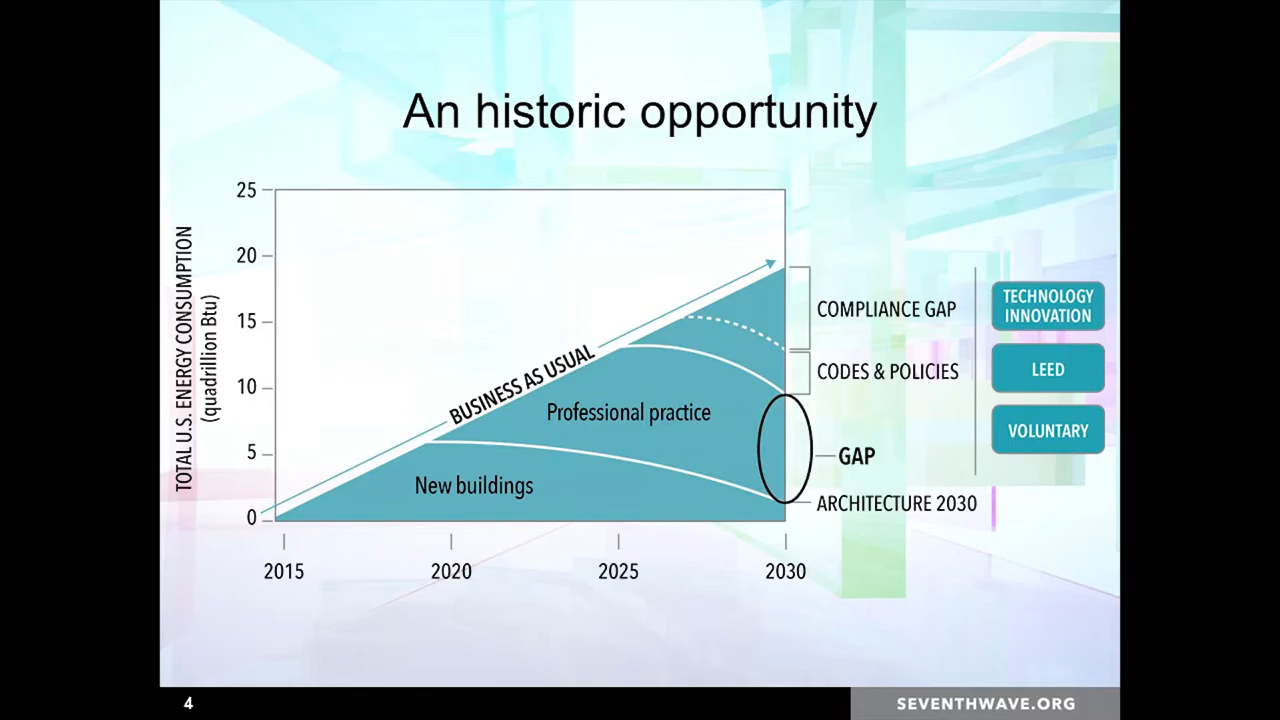 An historic opportunity
TOTAL U.S. ENERGY CONSUMPTION
(quadrillion Btu)
25
20
15
10
5
0
2015
2020
2025
2030
BUSINESS AS USUAL
Professional practice
New buildings
COMPLIANCE GAP
CODES & POLICIES
GAP
ARCHITECTURE 2030
TECHNOLOGY
INNOVATION
LEED
VOLUNTARY
4
SEVENTHWAVE.ORG